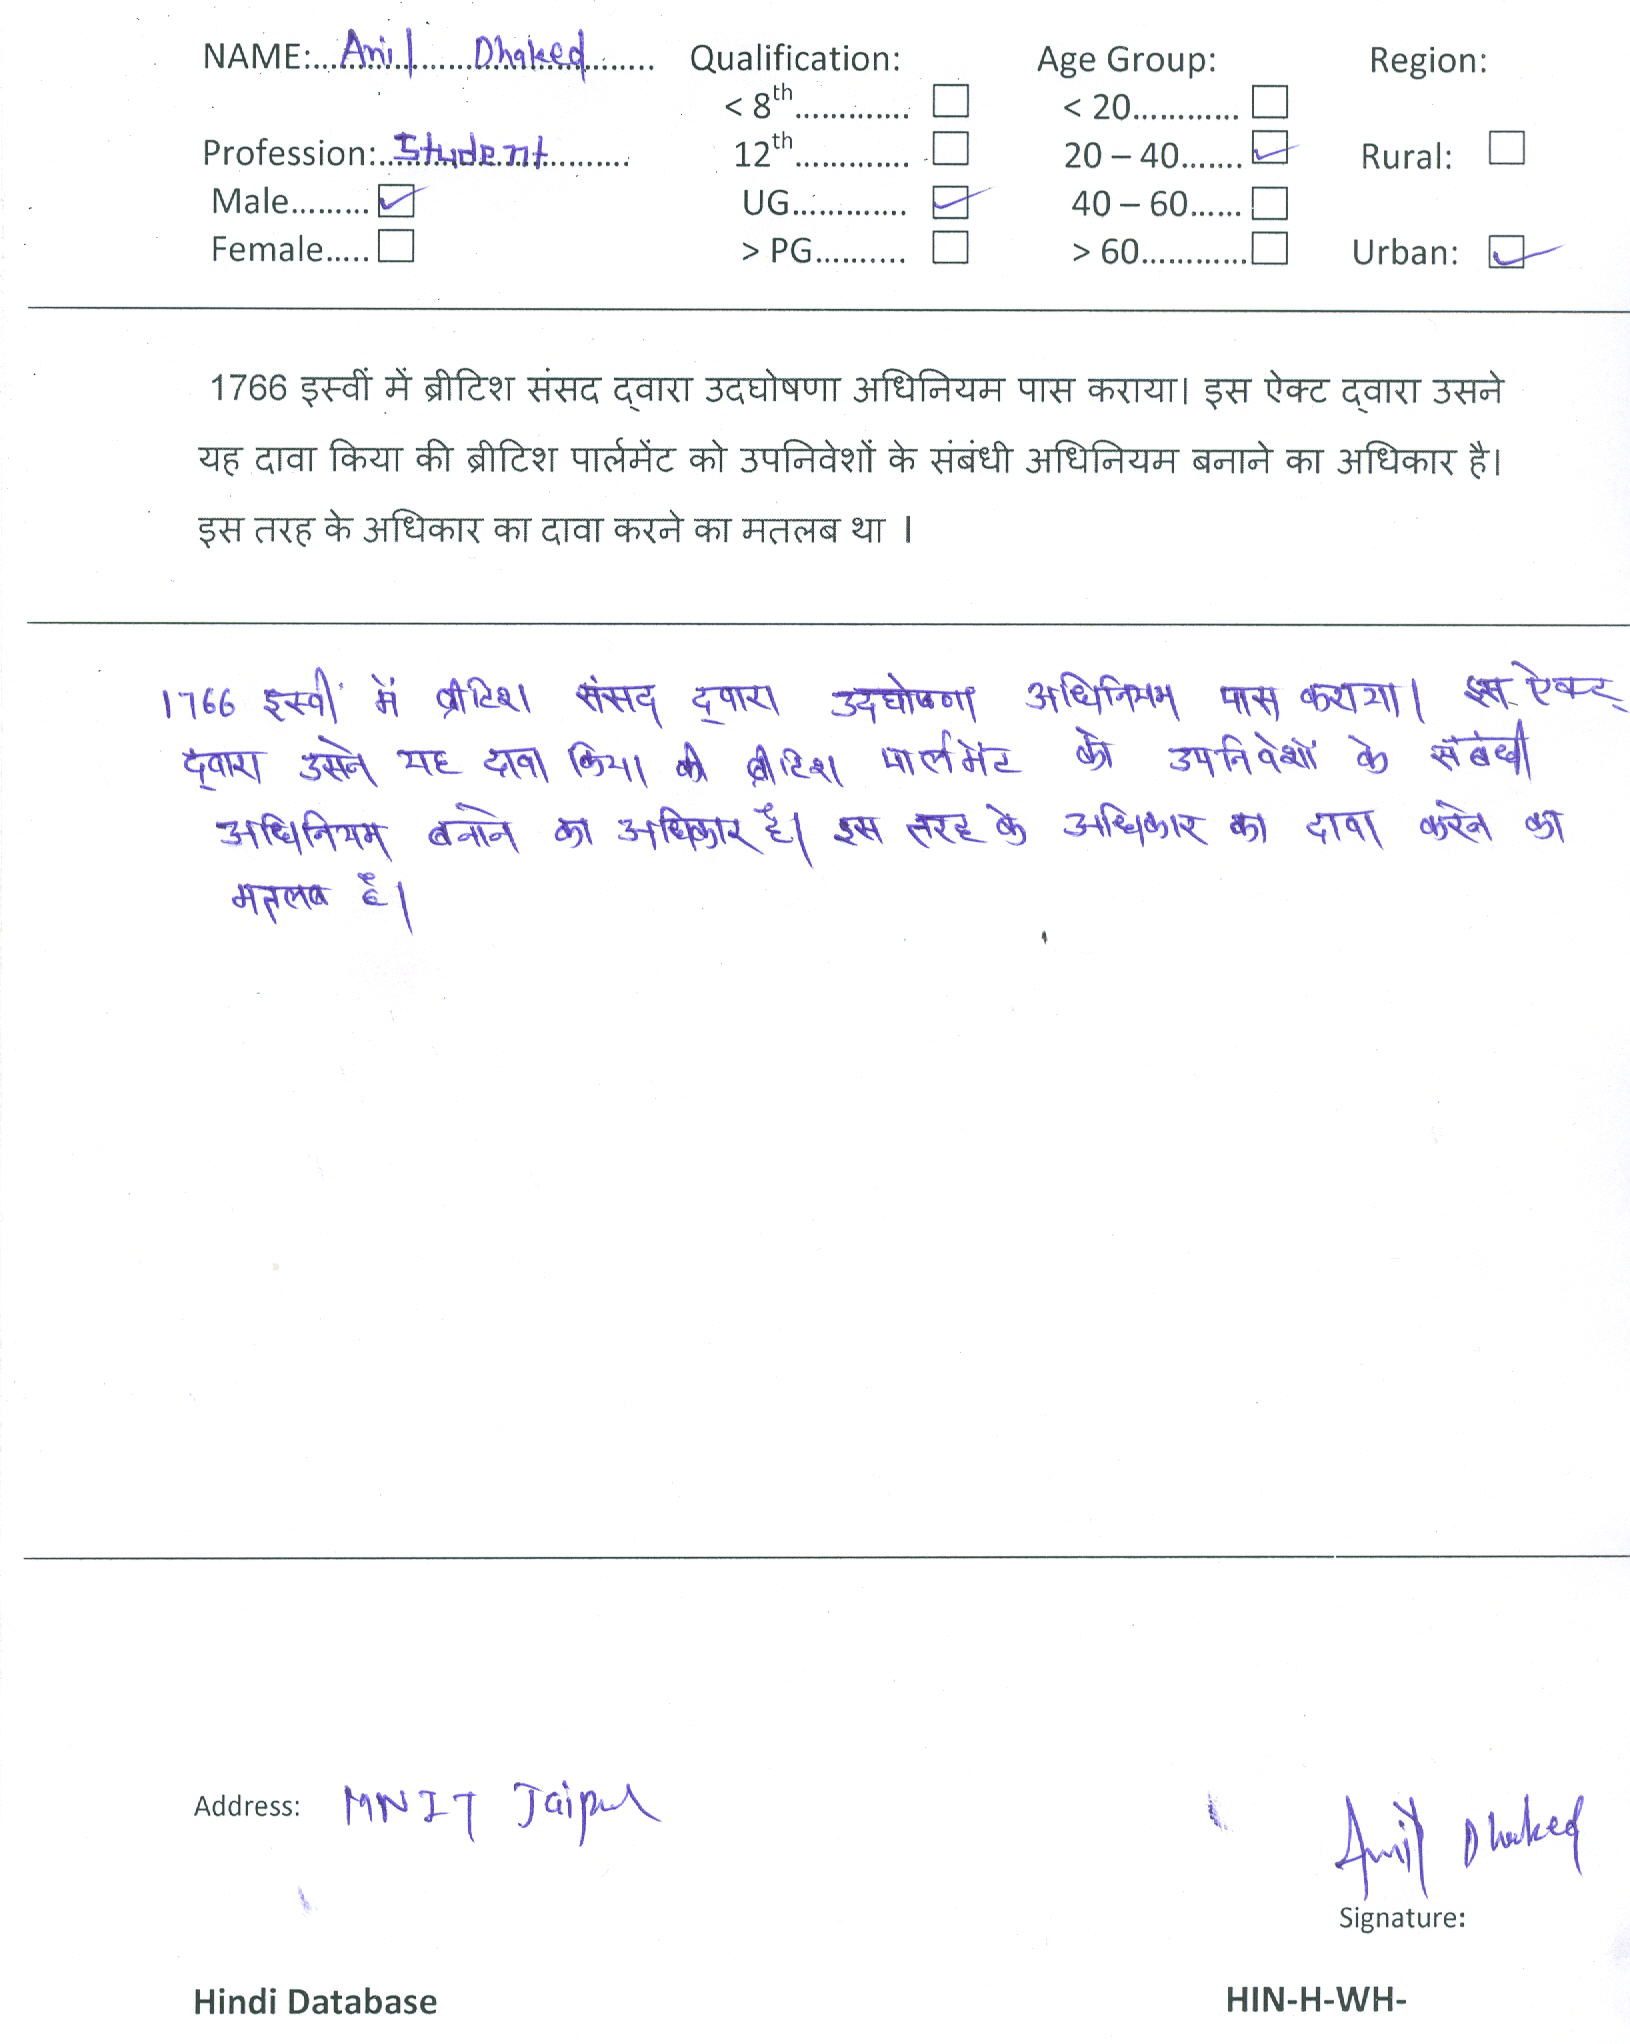 NAME:...Anil......Dhaked....... Qualification: Age Group: Region:
< 8th............. < 20............
Profession:..Student.......... 12th............. 20 – 40....... Rural:
Male......... UG............. 40 – 60......
Female..... > PG.......... > 60............ Urban:
1766 इस्वीं में ब्रीटिश संसद द्वारा उदघोषणा अधिनियम पास कराया। इस ऐक्ट द्वारा उसने
यह दावा किया की ब्रीटिश पार्लमेंट को उपनिवेशों के संबंधी अधिनियम बनाने का अधिकार है।
इस तरह के अधिकार का दावा करने का मतलब था ।
1766 इस्वीं में ब्रीटिश संसद द्वारा उदघोषणा अधिनियम पास कराया। इस ऐक्ट
द्वारा उसने यह दावा किया की ब्रीटिश पार्लमेंट को उपनिवेशों के संबंधी
अधिनियम बनाने का अधिकार है। इस तरह के अधिकार का दावा करने का
मतलब है।
Address: MNIT Jaipur
Anil Dhaked
Signature:
Hindi Database HIN-H-WH-